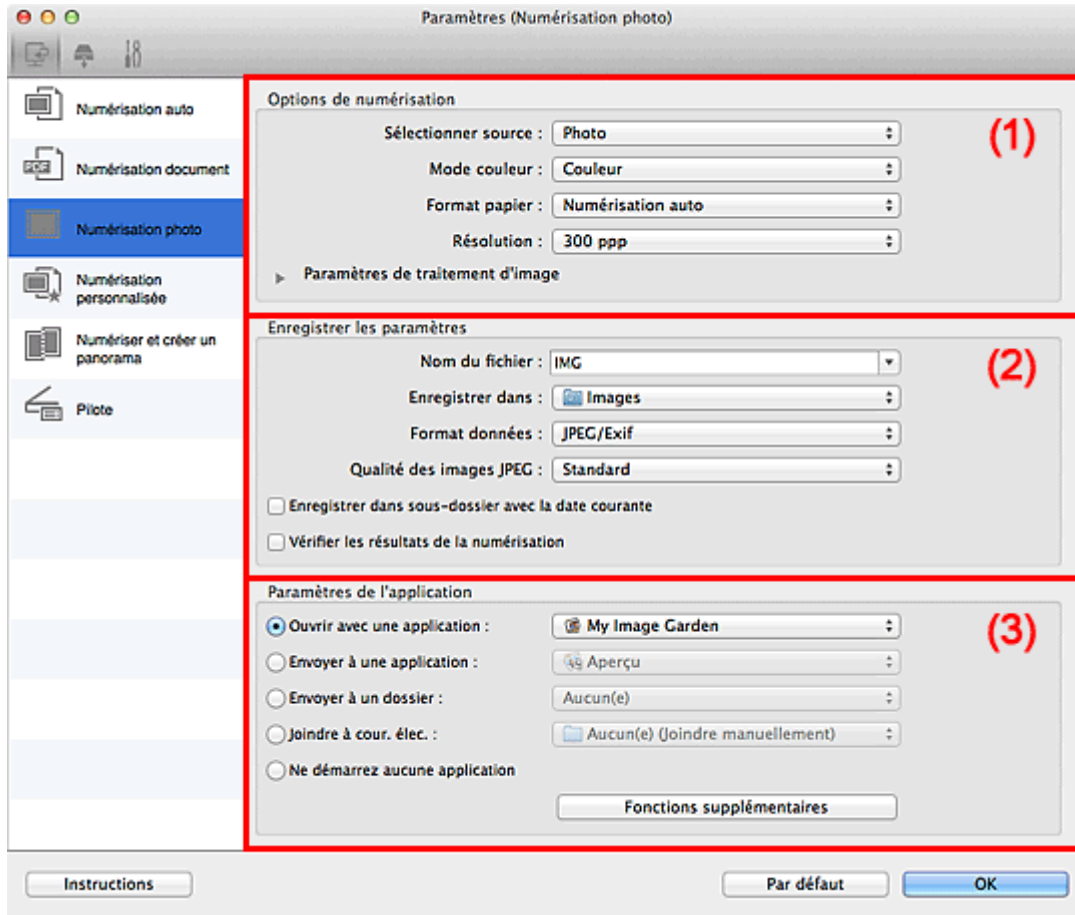 Paramètres (Numérisation photo)
Numérisation auto
Numérisation document
Numérisation photo
Numérisation
personnalisée
Numériser et créer un
panorama
Pilote
Options de numérisation
(1)
Sélectionner source : Photo
Mode couleur : Couleur
Format papier : Numérisation auto
Résolution : 300 ppp
Paramètres de traitement d'image
Enregistrer les paramètres
(2)
Nom du fichier : IMG
Enregistrer dans : Images
Format données : JPEG/Exif
Qualité des images JPEG : Standard
Enregistrer dans sous-dossier avec la date courante
Vérifier les résultats de la numérisation
Paramètres de l'application
(3)
Ouvrir avec une application : My Image Garden
Envoyer à une application : Aperçu
Envoyer à un dossier : Aucun(e)
Joindre à cour. élec. : Aucun(e) (Joindre manuellement)
Ne démarrez aucune application
Fonctions supplémentaires
Instructions
Par défaut
OK